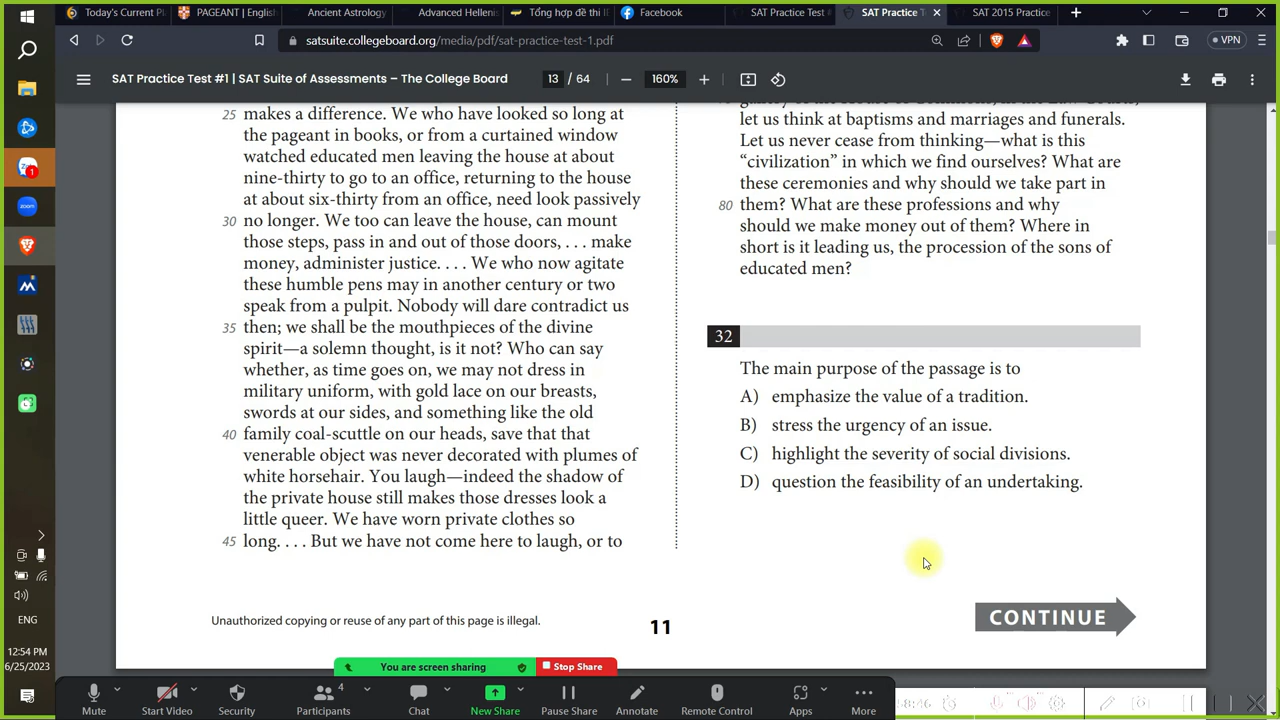 Today's Current Pl
PAGEANT | English
Ancient Astrology
Advanced Hellenis
Tổng hợp đề thi IE
Facebook
SAT Practice Test #
SAT Practice T
SAT 2015 Practice
satsuite.collegeboard.org/media/pdf/sat-practice-test-1.pdf
VPN
SAT Practice Test #1 | SAT Suite of Assessments – The College Board
13 / 64
160%
25 makes a difference. We who have looked so long at
the pageant in books, or from a curtained window
watched educated men leaving the house at about
nine-thirty to go to an office, returning to the house
at about six-thirty from an office, need look passively
30 no longer. We too can leave the house, can mount
those steps, pass in and out of those doors, . . . make
money, administer justice. . . . We who now agitate
these humble pens may in another century or two
speak from a pulpit. Nobody will dare contradict us
35 then; we shall be the mouthpieces of the divine
spirit—a solemn thought, is it not? Who can say
whether, as time goes on, we may not dress in
military uniform, with gold lace on our breasts,
swords at our sides, and something like the old
40 family coal-scuttle on our heads, save that that
venerable object was never decorated with plumes of
white horsehair. You laugh—indeed the shadow of
the private house still makes those dresses look a
little queer. We have worn private clothes so
45 long. . . . But we have not come here to laugh, or to
let us think at baptisms and marriages and funerals.
Let us never cease from thinking—what is this
“civilization” in which we find ourselves? What are
these ceremonies and why should we take part in
80 them? What are these professions and why
should we make money out of them? Where in
short is it leading us, the procession of the sons of
educated men?
32
The main purpose of the passage is to
A) emphasize the value of a tradition.
B) stress the urgency of an issue.
C) highlight the severity of social divisions.
D) question the feasibility of an undertaking.
Unauthorized copying or reuse of any part of this page is illegal.
11
CONTINUE
You are screen sharing
Stop Share
Mute
Start Video
Security
4
Participants
Chat
New Share
Pause Share
Annotate
Remote Control
Apps
More
1
ENG
12:54 PM
6/25/2023